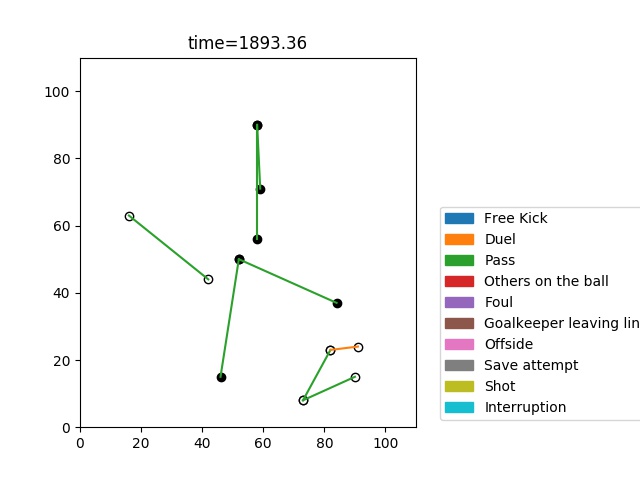 time=1893.36
100
80
60
40
20
0
0 20 40 60 80 100
Free Kick
Duel
Pass
Others on the ball
Foul
Goalkeeper leaving lin
Offside
Save attempt
Shot
Interruption